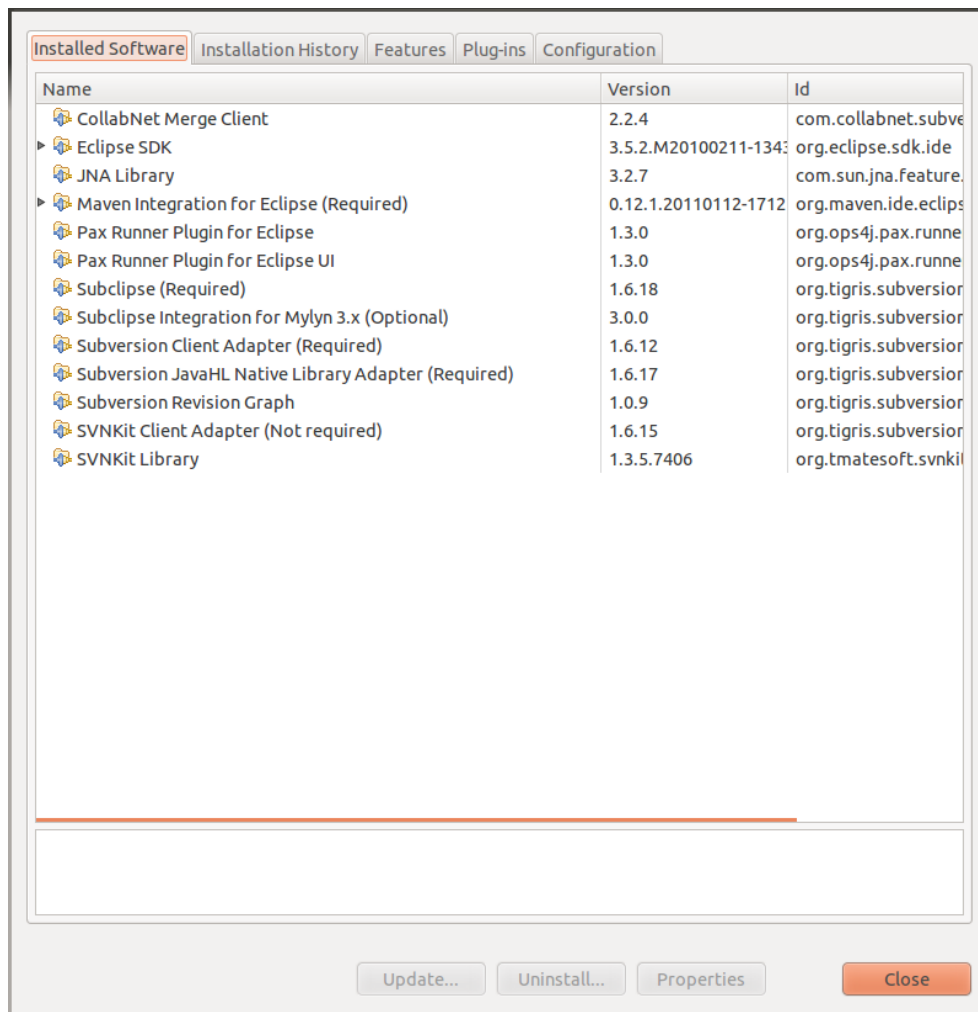 Installed Software Installation History Features Plug-ins Configuration
Name Version Id
CollabNet Merge Client 2.2.4 com.collabnet.subve
Eclipse SDK 3.5.2.M20100211-1343 org.eclipse.sdk.ide
JNA Library 3.2.7 com.sun.jna.feature.
Maven Integration for Eclipse (Required) 0.12.1.20110112-1712 org.maven.ide.eclips
Pax Runner Plugin for Eclipse 1.3.0 org.ops4j.pax.runne
Pax Runner Plugin for Eclipse UI 1.3.0 org.ops4j.pax.runne
Subclipse (Required) 1.6.18 org.tigris.subversior
Subclipse Integration for Mylyn 3.x (Optional) 3.0.0 org.tigris.subversior
Subversion Client Adapter (Required) 1.6.12 org.tigris.subversior
Subversion JavaHL Native Library Adapter (Required) 1.6.17 org.tigris.subversior
Subversion Revision Graph 1.0.9 org.tigris.subversior
SVNKit Client Adapter (Not required) 1.6.15 org.tigris.subversior
SVNKit Library 1.3.5.7406 org.tmatesoft.svnkit
Update... Uninstall... Properties Close